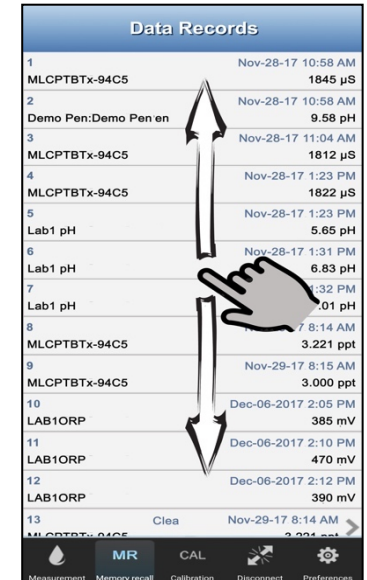 Data Records
1 Nov-28-17 10:58 AM
MLCPTBTx-94C5 1845 µS
2 Nov-28-17 10:58 AM
Demo Pen:Demo Pen en 9.58 pH
3 Nov-28-17 11:04 AM
MLCPTBTx-94C5 1812 µS
4 Nov-28-17 1:23 PM
MLCPTBTx-94C5 1822 µS
5 Nov-28-17 1:23 PM
Lab1 pH 5.65 pH
6 Nov-28-17 1:31 PM
Lab1 pH 6.83 pH
7 1:32 PM
Lab1 pH .01 pH
8 7 8:14 AM
MLCPTBTx-94C5 3.221 ppt
9 Nov-29-17 8:15 AM
MLCPTBTx-94C5 3.000 ppt
10 Dec-06-2017 2:05 PM
LAB1ORP 385 mV
11 Dec-06-2017 2:10 PM
LAB1ORP 470 mV
12 Dec-06-2017 2:12 PM
LAB1ORP 390 mV
13 Clea Nov-29-17 8:14 AM
MR CAL
Measurement Memory recall Calibration Disconnect Preferences